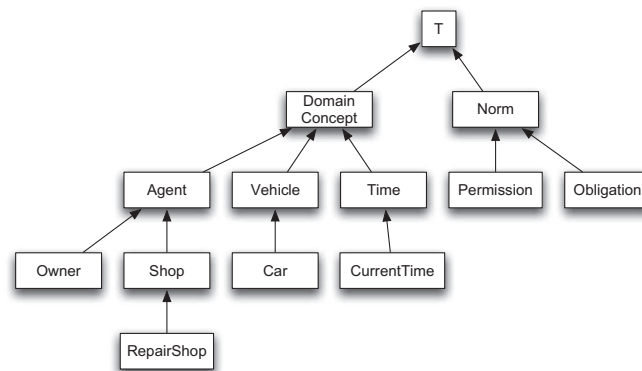 T
Domain
Concept
Norm
Agent
Vehicle
Time
Permission
Obligation
Owner
Shop
Car
CurrentTime
RepairShop